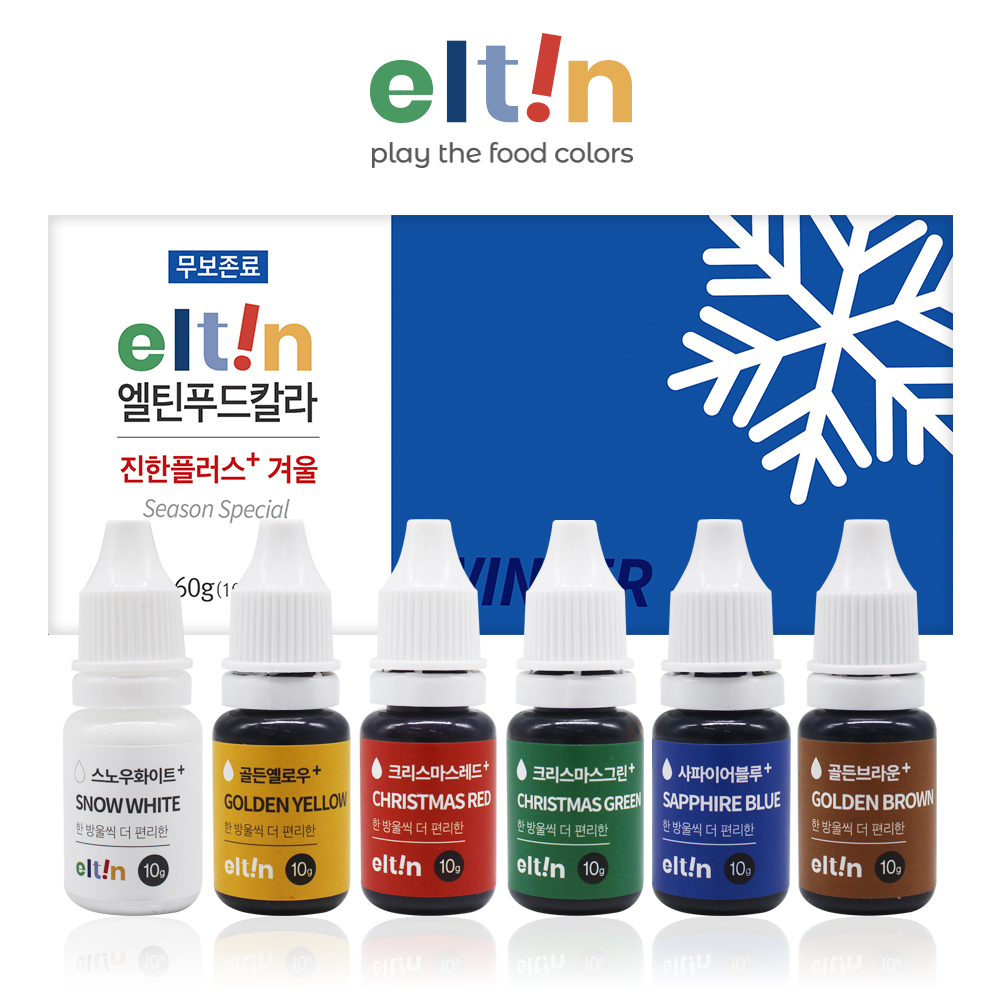 elt!n
play the food colors
무보존료
elt!n
엘틴푸드칼라
진한플러스+ 겨울
Season Special
60g
스노우화이트+
SNOW WHITE
한 방울씩 더 편리한
elt!n 10g
골든옐로우+
GOLDEN YELLOW
한 방울씩 더 편리한
elt!n 10g
크리스마스레드+
CHRISTMAS RED
한 방울씩 더 편리한
elt!n 10g
크리스마스그린+
CHRISTMAS GREEN
한 방울씩 더 편리한
elt!n 10g
사파이어블루+
SAPPHIRE BLUE
한 방울씩 더 편리한
elt!n 10g
골든브라운+
GOLDEN BROWN
한 방울씩 더 편리한
elt!n 10g